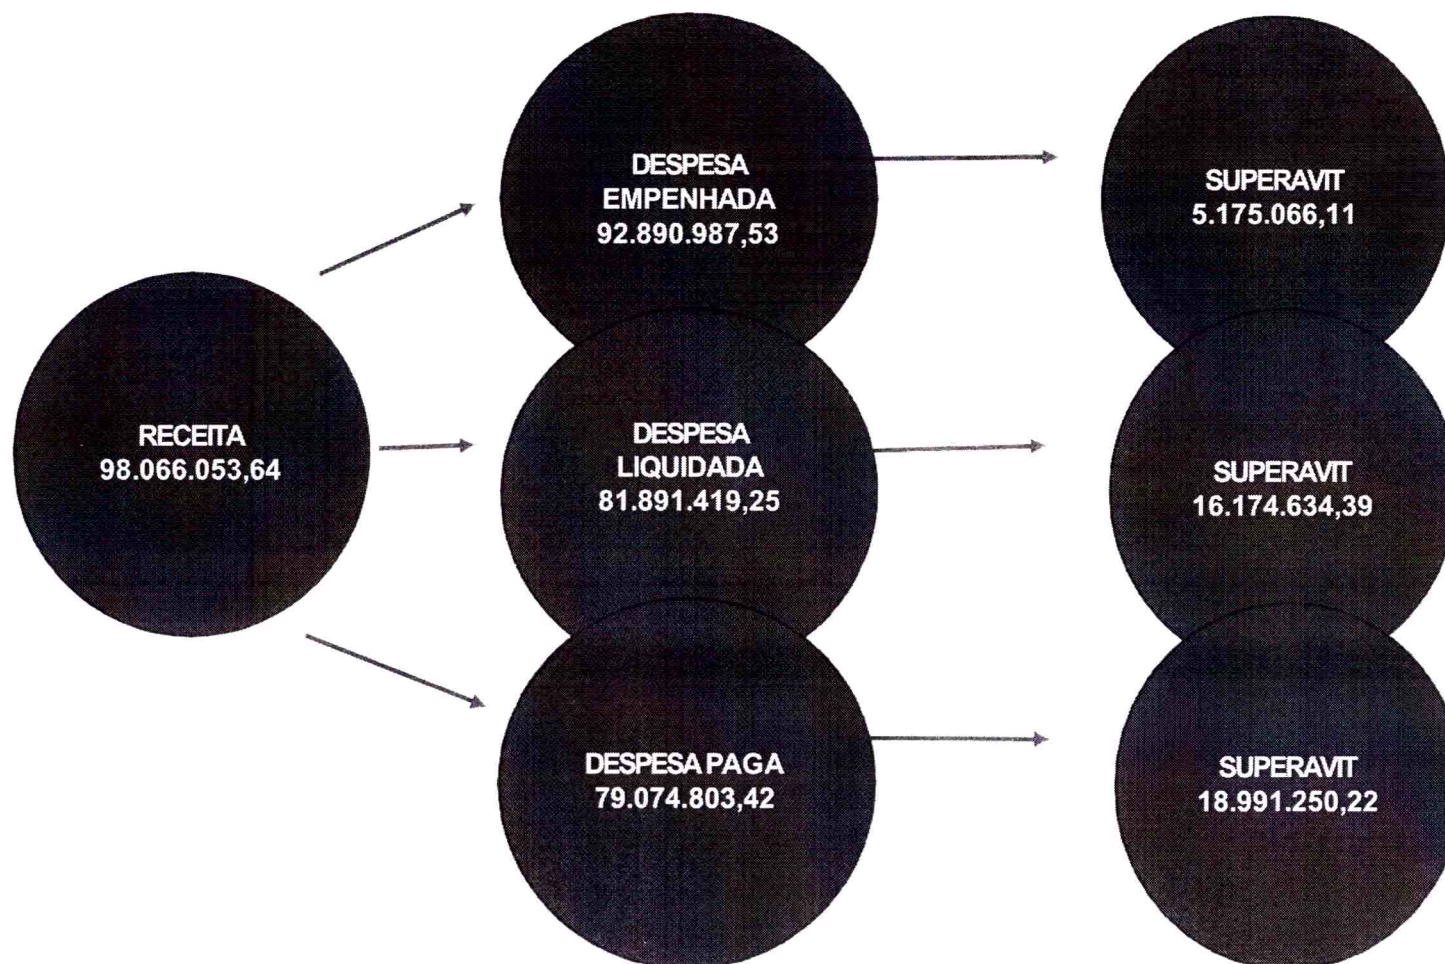 RECEITA
98.066.053,64
DESPESA
EMPENHADA
92.890.987,53
SUPERAVIT
5.175.066,11
DESPESA
LIQUIDADA
81.891.419,25
SUPERAVIT
16.174.634,39
DESPESA PAGA
79.074.803,42
SUPERAVIT
18.991.250,22